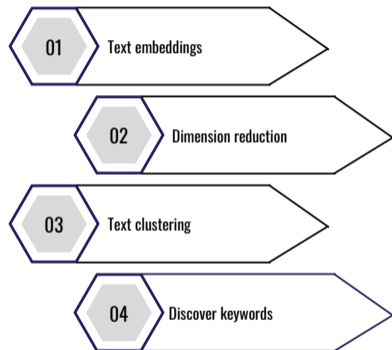 01 Text embeddings
02 Dimension reduction
03 Text clustering
04 Discover keywords